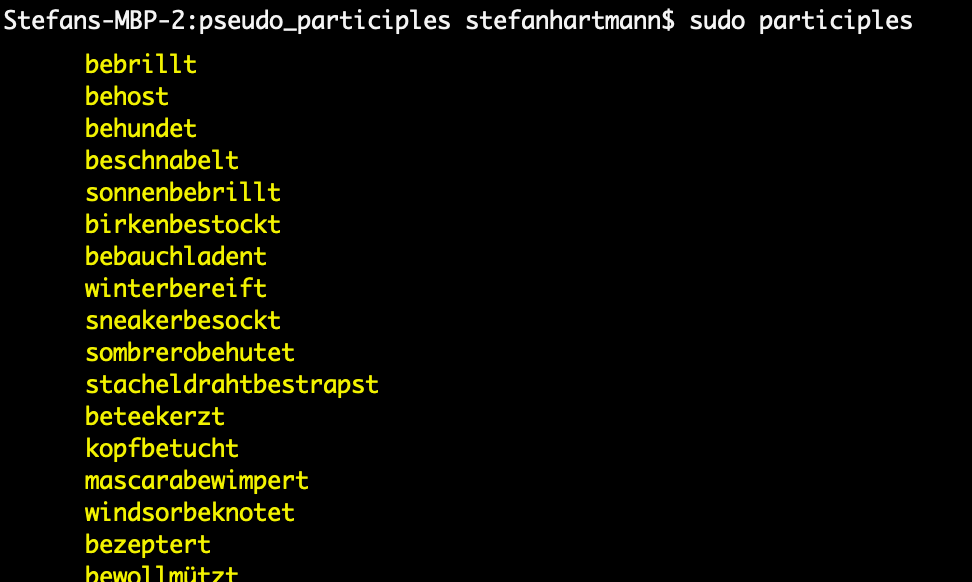 Stefans-MBP-2:pseudo_participles stefanhartmann$ sudo participles
bebrillt
behost
behundet
beschnabelt
sonnenbebrillt
birkenbestockt
bebauchladent
winterbereift
sneakerbesockt
sombrerobehutet
stacheldrahtbestrapst
beteekerzt
kopfbetucht
mascarabewimpert
windsorbeknotet
bezeptert
bewollmützt